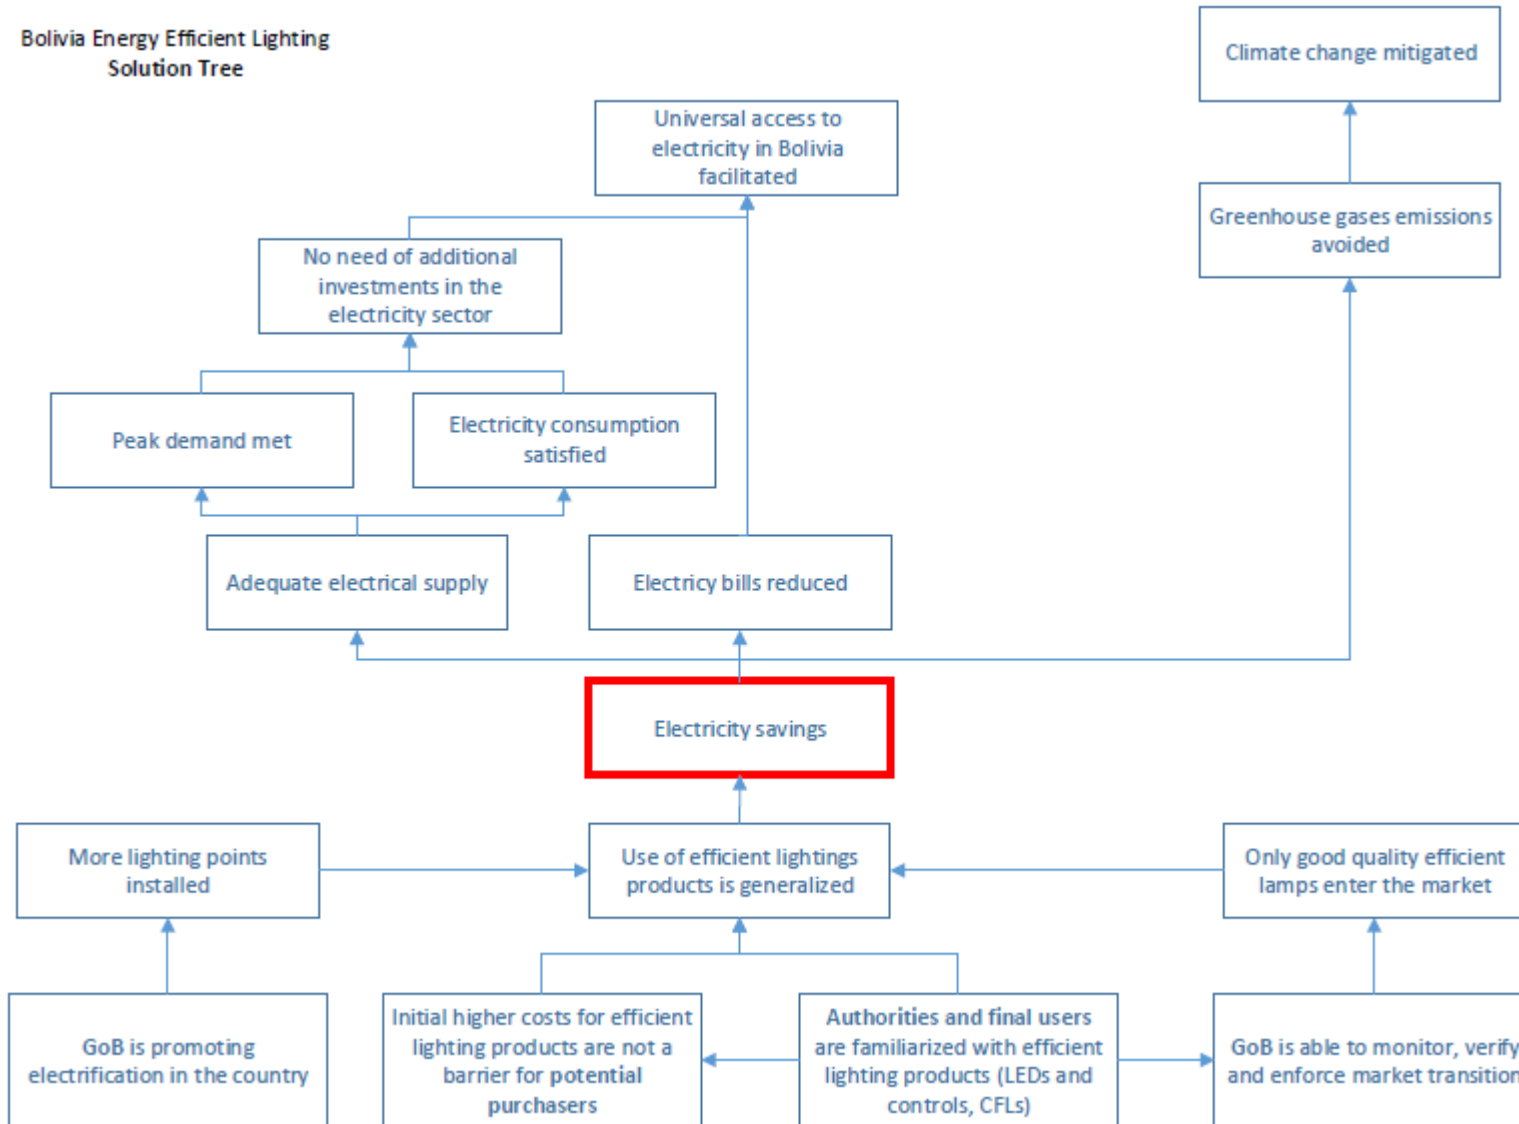 Bolivia Energy Efficient Lighting
Solution Tree
Climate change mitigated
Universal access to
electricity in Bolivia
facilitated
Greenhouse gases emissions
avoided
No need of additional
investments in the
electricity sector
Peak demand met
Electricity consumption
satisfied
Adequate electrical supply
Electricy bills reduced
Electricity savings
More lighting points
installed
Use of efficient lightings
products is generalized
Only good quality efficient
lamps enter the market
GoB is promoting
electrification in the country
Initial higher costs for efficient
lighting products are not a
barrier for potential
purchasers
Authorities and final users
are familiarized with efficient
lighting products (LEDs and
controls, CFLs)
GoB is able to monitor, verify
and enforce market transition